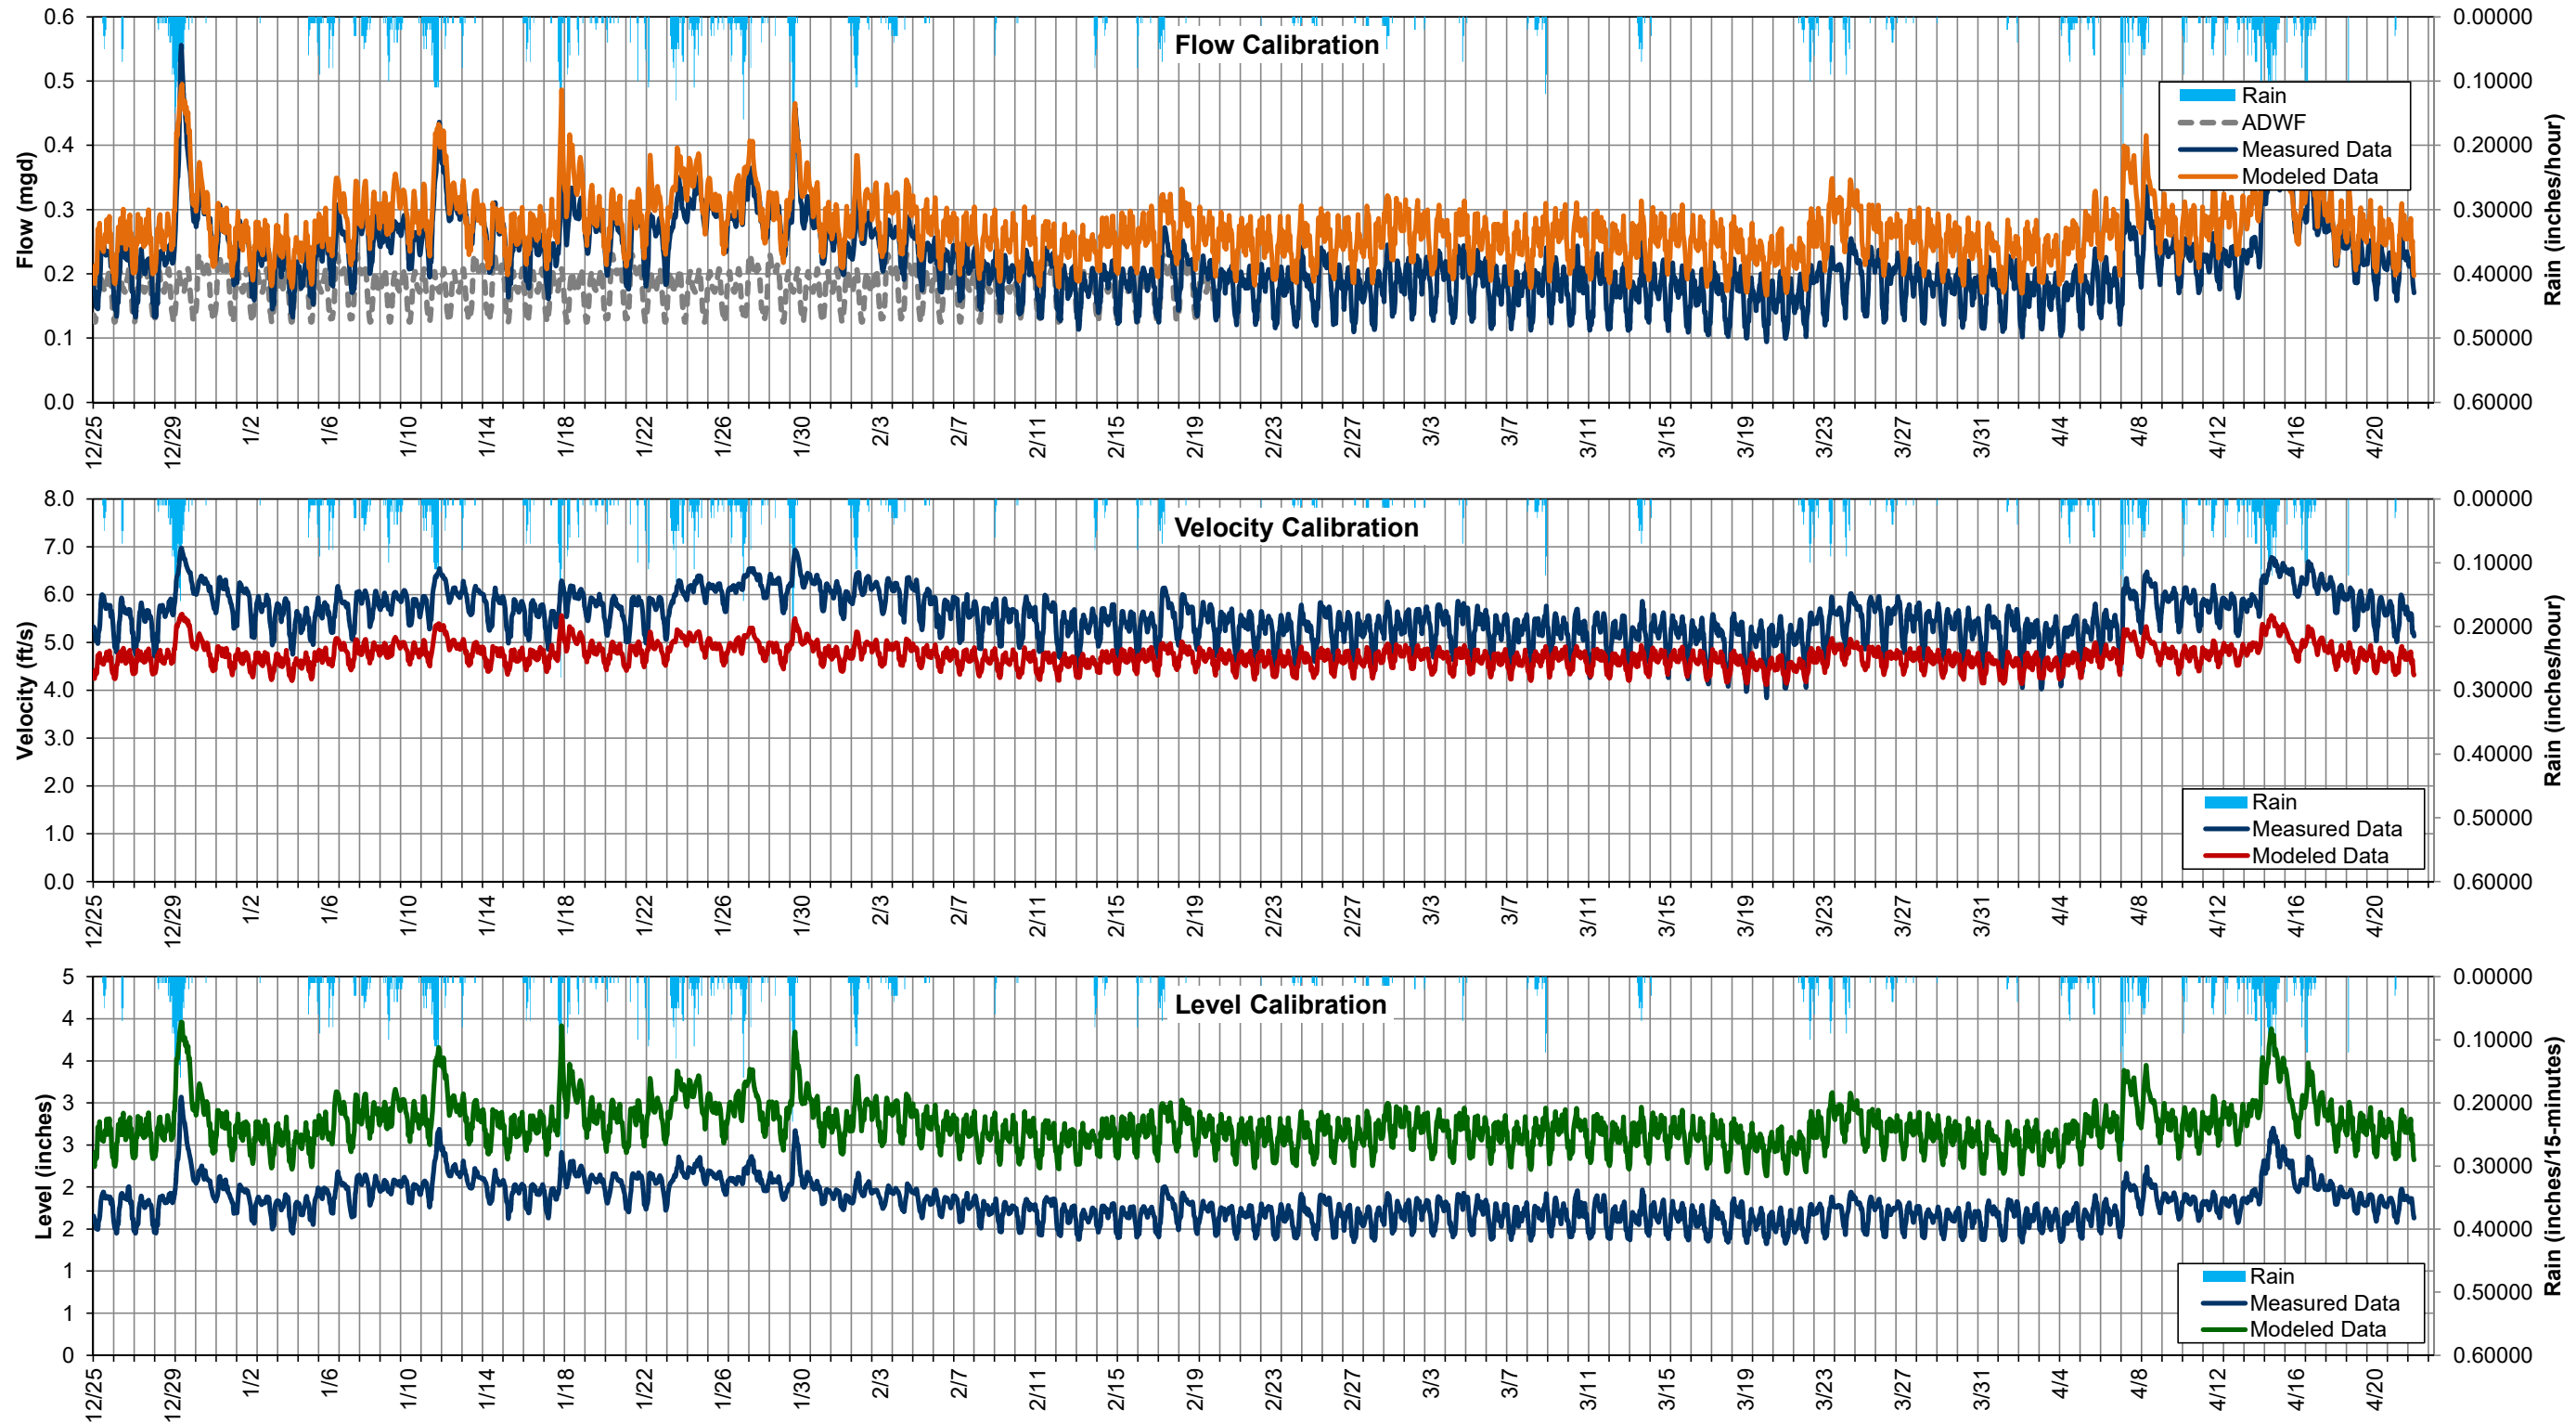 Flow Calibration
Flow (mgd)
0.6
0.5
0.4
0.3
0.2
0.1
0.0
0.00000
0.10000
0.20000
0.30000
0.40000
0.50000
0.60000
Rain (inches/hour)
Rain
ADWF
Measured Data
Modeled Data
12/25 12/29 1/2 1/6 1/10 1/14 1/18 1/22 1/26 1/30 2/3 2/7 2/11 2/15 2/19 2/23 2/27 3/3 3/7 3/11 3/15 3/19 3/23 3/27 3/31 4/4 4/8 4/12 4/16 4/20
Velocity Calibration
Velocity (ft/s)
8.0
7.0
6.0
5.0
4.0
3.0
2.0
1.0
0.0
0.00000
0.10000
0.20000
0.30000
0.40000
0.50000
0.60000
Rain (inches/hour)
Rain
Measured Data
Modeled Data
12/25 12/29 1/2 1/6 1/10 1/14 1/18 1/22 1/26 1/30 2/3 2/7 2/11 2/15 2/19 2/23 2/27 3/3 3/7 3/11 3/15 3/19 3/23 3/27 3/31 4/4 4/8 4/12 4/16 4/20
Level Calibration
Level (inches)
5
4
4
3
3
2
2
1
1
0
0.00000
0.10000
0.20000
0.30000
0.40000
0.50000
0.60000
Rain (inches/15-minutes)
Rain
Measured Data
Modeled Data
12/25 12/29 1/2 1/6 1/10 1/14 1/18 1/22 1/26 1/30 2/3 2/7 2/11 2/15 2/19 2/23 2/27 3/3 3/7 3/11 3/15 3/19 3/23 3/27 3/31 4/4 4/8 4/12 4/16 4/20